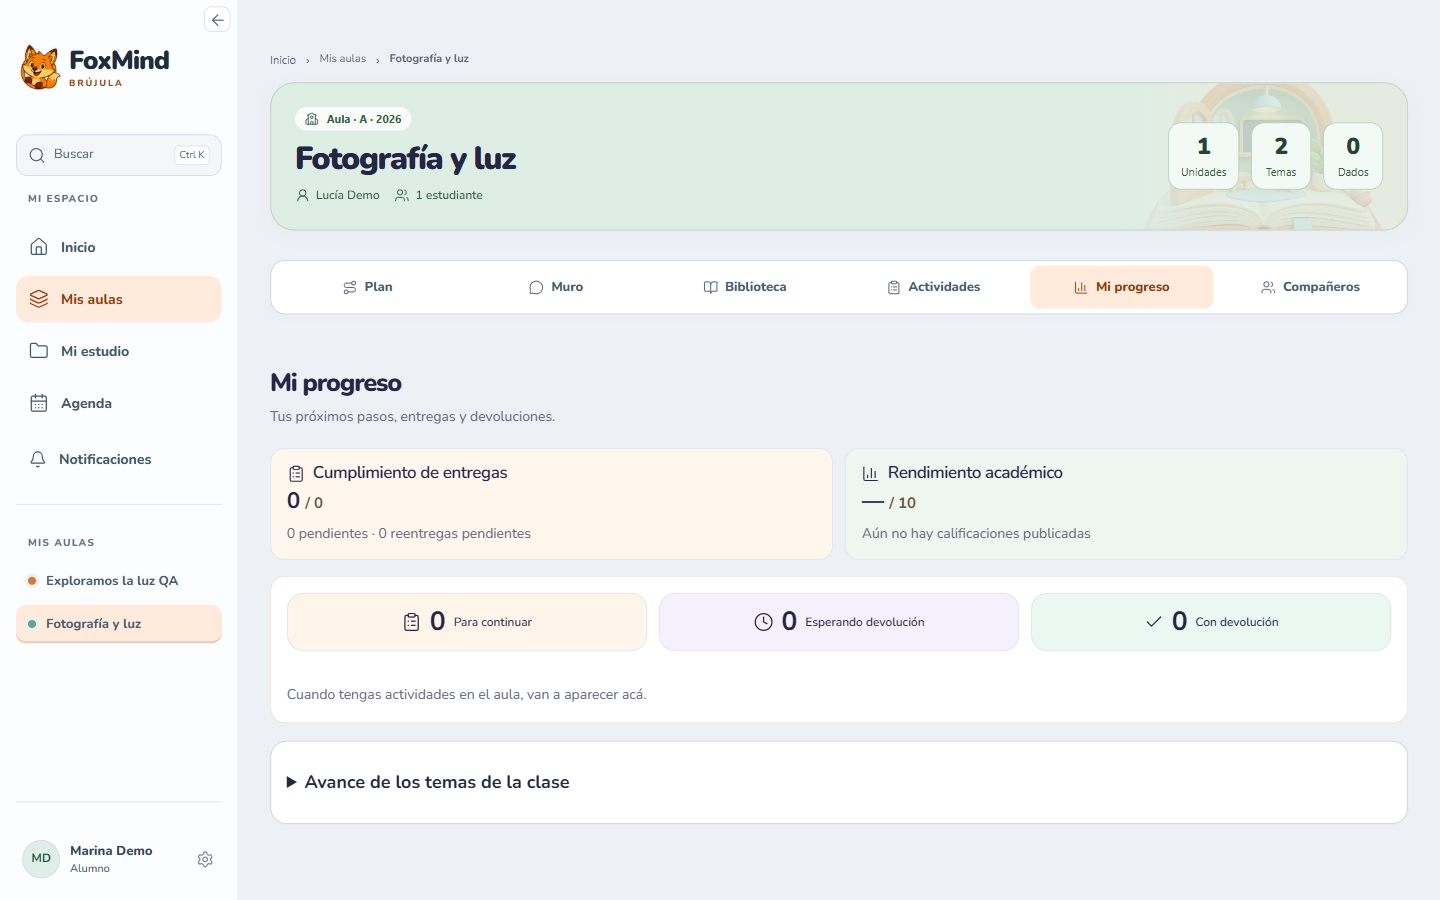 FoxMind
BRÚJULA
Buscar
Ctrl K
MI ESPACIO
Inicio
Mis aulas
Mi estudio
Agenda
Notificaciones
MIS AULAS
Exploramos la luz QA
Fotografía y luz
MD
Marina Demo
Alumno
Inicio › Mis aulas › Fotografía y luz
Aula · A · 2026
Fotografía y luz
Lucía Demo 1 estudiante
1
Unidades
2
Temas
0
Dados
Plan
Muro
Biblioteca
Actividades
Mi progreso
Compañeros
Mi progreso
Tus próximos pasos, entregas y devoluciones.
Cumplimiento de entregas
0 / 0
0 pendientes · 0 reentregas pendientes
Rendimiento académico
— / 10
Aún no hay calificaciones publicadas
0 Para continuar
0 Esperando devolución
0 Con devolución
Cuando tengas actividades en el aula, van a aparecer acá.
Avance de los temas de la clase